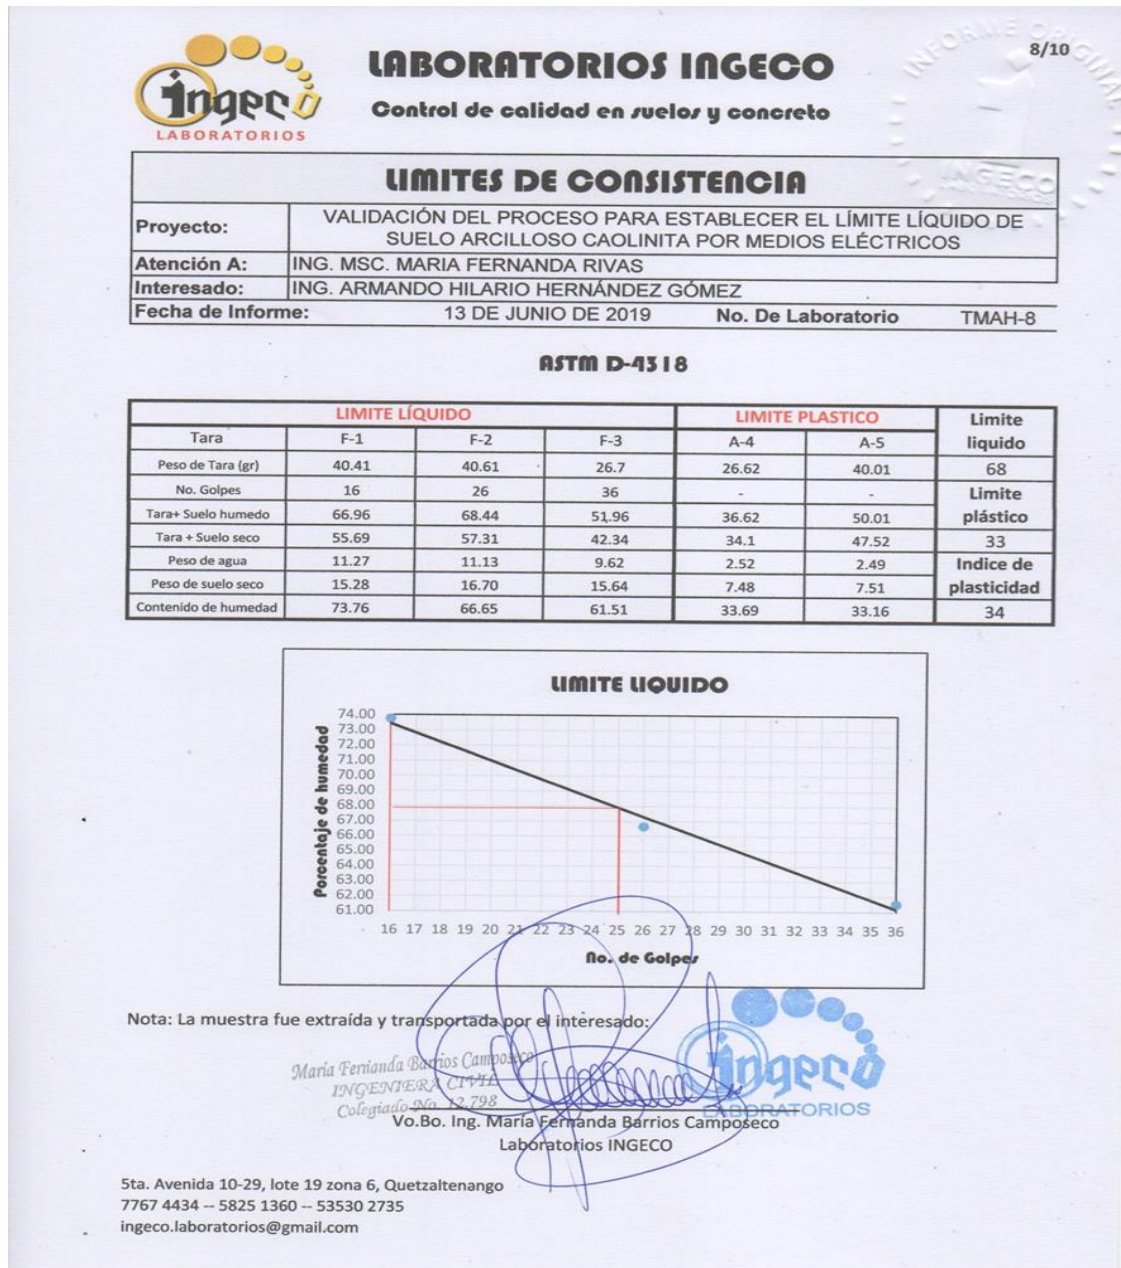 8/10
INFORME ORIGINAL
INGECO
ingeco
LABORATORIOS
LABORATORIOS INGECO
Control de calidad en suelos y concreto
LIMITES DE CONSISTENCIA
Proyecto: VALIDACIÓN DEL PROCESO PARA ESTABLECER EL LÍMITE LÍQUIDO DE
SUELO ARCILLOSO CAOLINITA POR MEDIOS ELÉCTRICOS
Atención A: ING. MSC. MARIA FERNANDA RIVAS
Interesado: ING. ARMANDO HILARIO HERNÁNDEZ GÓMEZ
Fecha de Informe: 13 DE JUNIO DE 2019 No. De Laboratorio TMAH-8
ASTM D-4318
LIMITE LÍQUIDO LIMITE PLASTICO Limite
Tara F-1 F-2 F-3 A-4 A-5 liquido
Peso de Tara (gr) 40.41 40.61 26.7 26.62 40.01 68
No. Golpes 16 26 36 - - Limite
Tara+ Suelo humedo 66.96 68.44 51.96 36.62 50.01 plástico
Tara + Suelo seco 55.69 57.31 42.34 34.1 47.52 33
Peso de agua 11.27 11.13 9.62 2.52 2.49 Indice de
Peso de suelo seco 15.28 16.70 15.64 7.48 7.51 plasticidad
Contenido de humedad 73.76 66.65 61.51 33.69 33.16 34
LIMITE LIQUIDO
Porcentaje de humedad
74.00
73.00
72.00
71.00
70.00
69.00
68.00
67.00
66.00
65.00
64.00
63.00
62.00
61.00
16 17 18 19 20 21 22 23 24 25 26 27 28 29 30 31 32 33 34 35 36
No. de Golpes
Nota: La muestra fue extraída y transportada por el interesado:
María Fernanda Barrios Camposeco
INGENIERA CIVIL
Colegiado No. 12,798
ingeco
LABORATORIOS
Vo.Bo. Ing. María Fernanda Barrios Camposeco
Laboratorios INGECO
5ta. Avenida 10-29, lote 19 zona 6, Quetzaltenango
7767 4434 -- 5825 1360 -- 53530 2735
ingeco.laboratorios@gmail.com